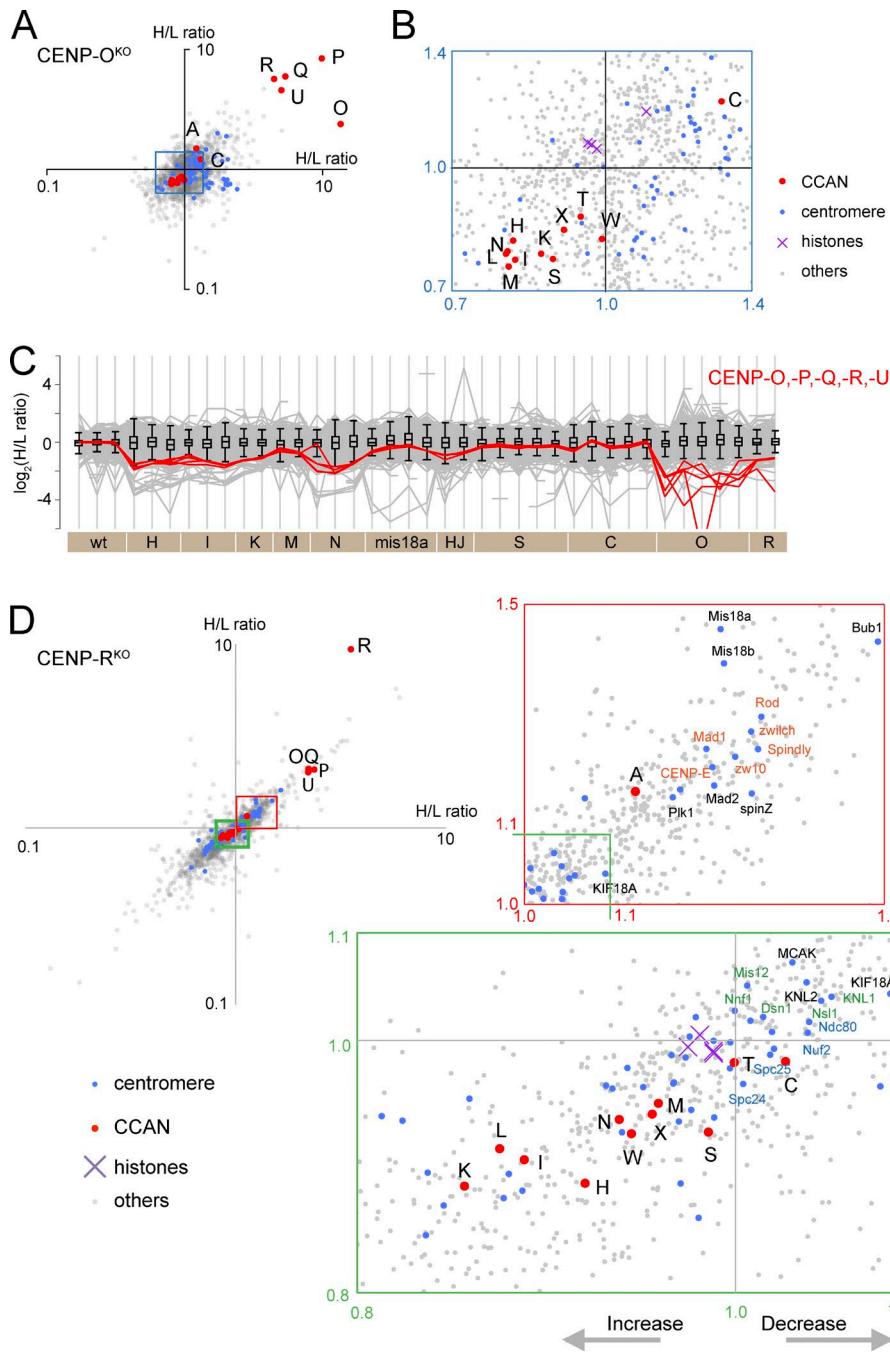 A
CENP-O^KO
H/L ratio
10
P
R
Q
U
O
A
C
H/L ratio
0.1
10
0.1
B
1.4
C
1.0
T
X
W
H
N
K
L
I
S
M
0.7
0.7
1.0
1.4
CCAN
centromere
histones
others
C
CENP-O,-P,-Q,-R,-U
log2(H/L ratio)
4
0
-4
wt H I K M N mis18a HJ S C O R
D
CENP-R^KO
H/L ratio
10
R
OQ
P
U
H/L ratio
0.1
10
0.1
1.5
Mis18a
Bub1
Mis18b
Rod
zwilch
Mad1
Spindly
zw10
CENP-E
A
Mad2
Plk1
spinZ
1.1
KIF18A
1.0
1.0
1.1
1.1
MCAK
Mis12
KIF18A
KNL2
KNL1
Nnf1
Dsn1
Nsl1
Ndc80
1.0
Nuf2
T
Spc25
C
Spc24
M
N
X
W
S
L
I
K
H
0.8
0.8
1.0
1.
centromere
CCAN
histones
others
Increase
Decrease